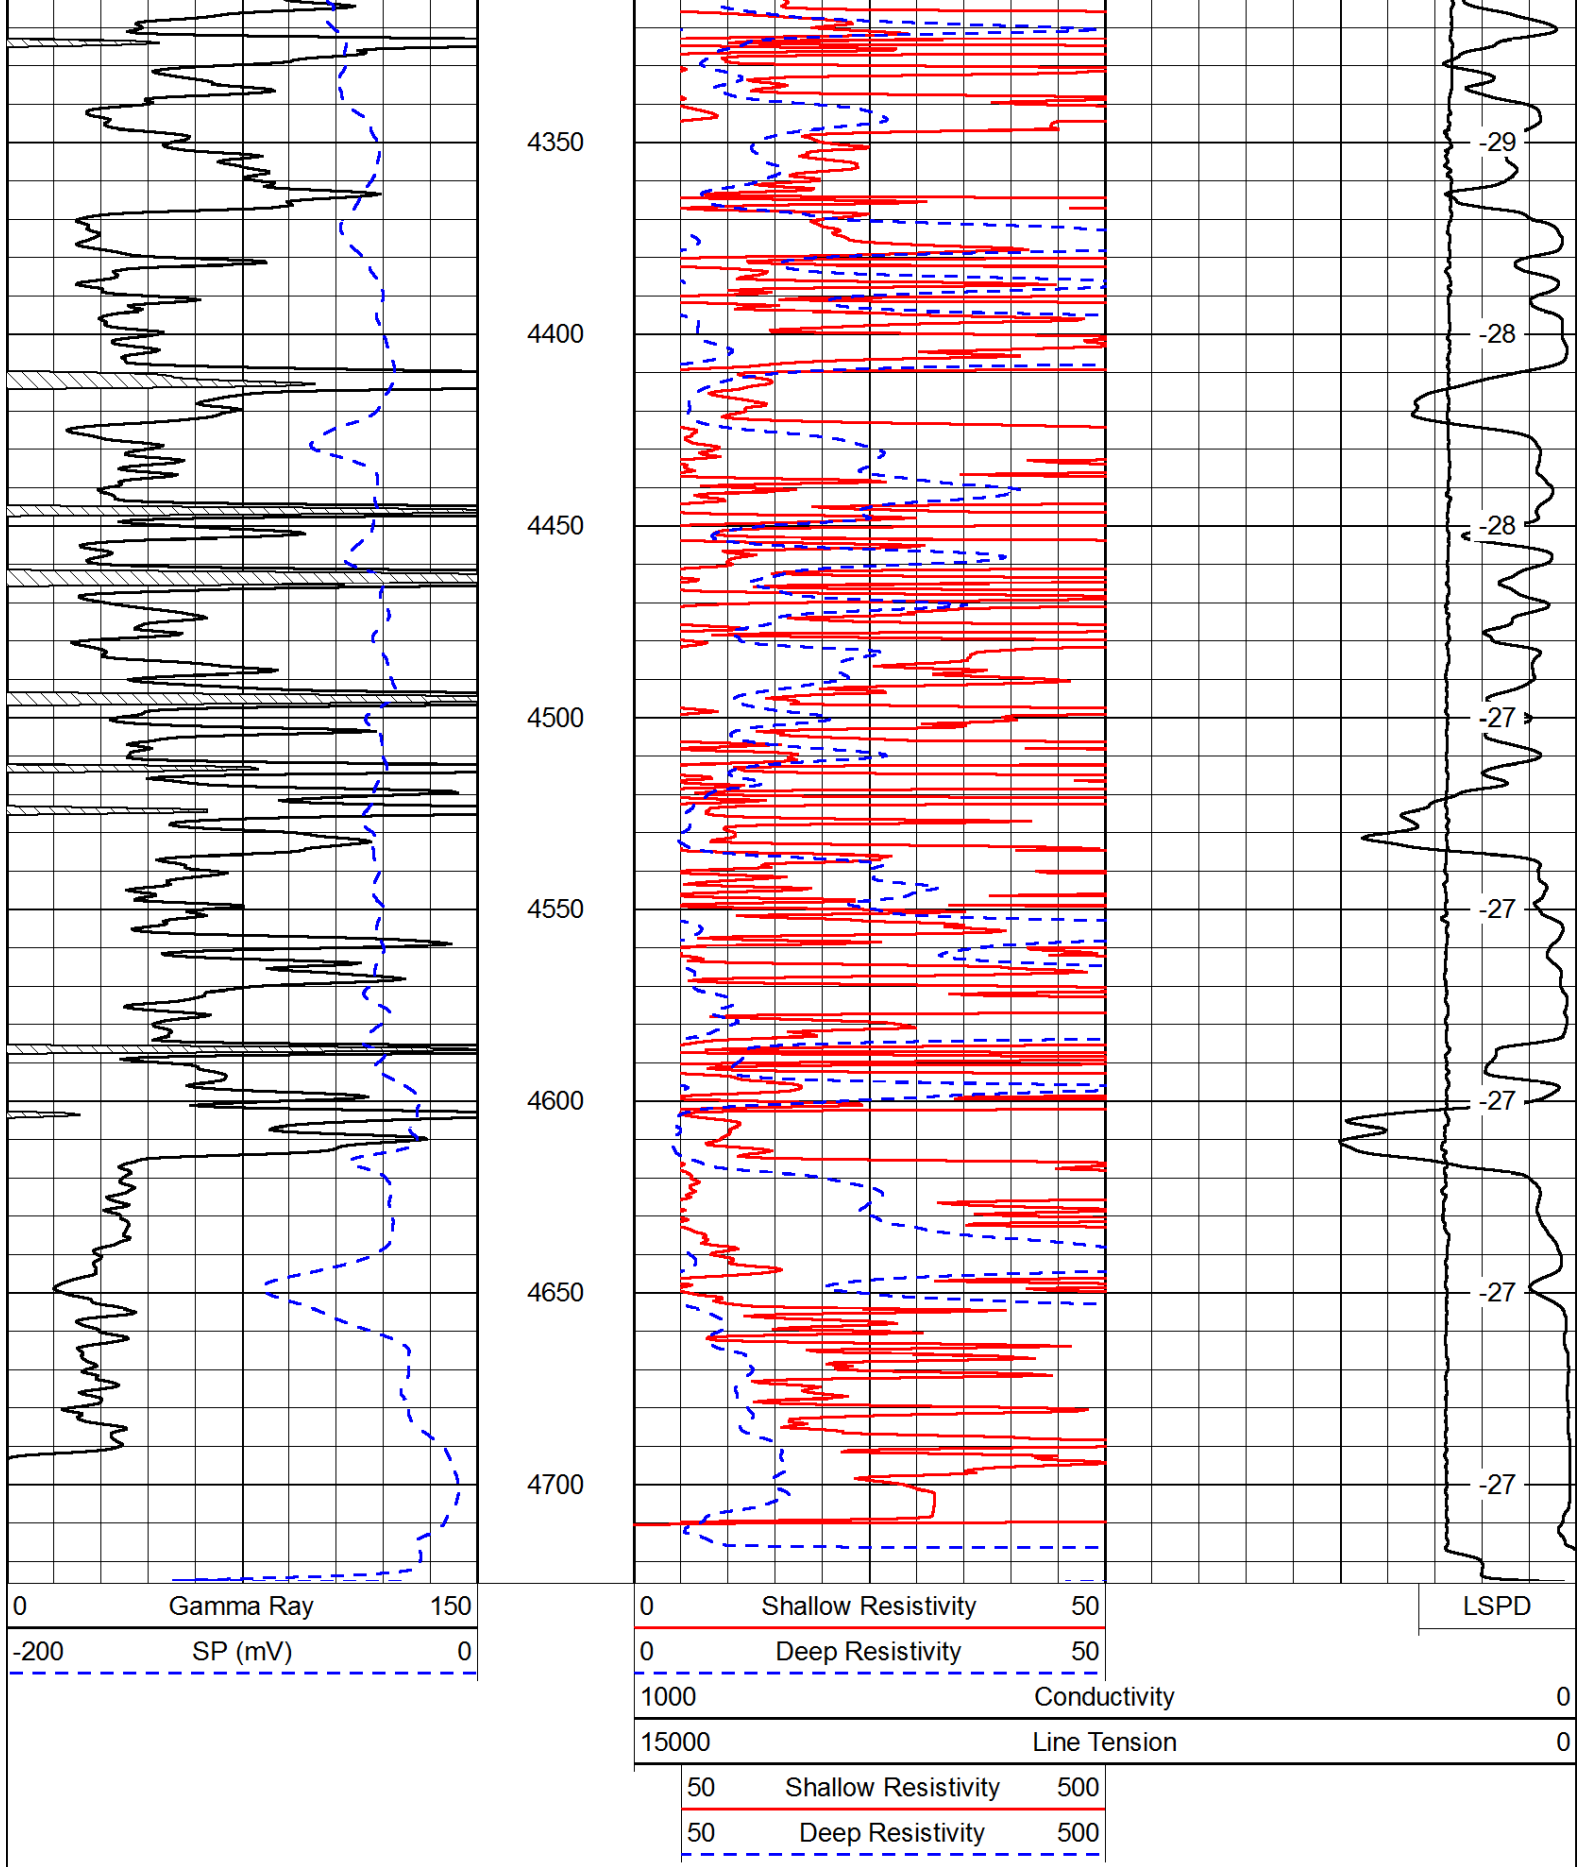 4350 -29
4400 -28
4450 -28
4500 -27
4550 -27
4600 -27
4650 -27
4700 -27
0 Gamma Ray 150
-200 SP (mV) 0
0 Shallow Resistivity 50
0 Deep Resistivity 50
1000 Conductivity 0
15000 Line Tension 0
50 Shallow Resistivity 500
50 Deep Resistivity 500
LSPD